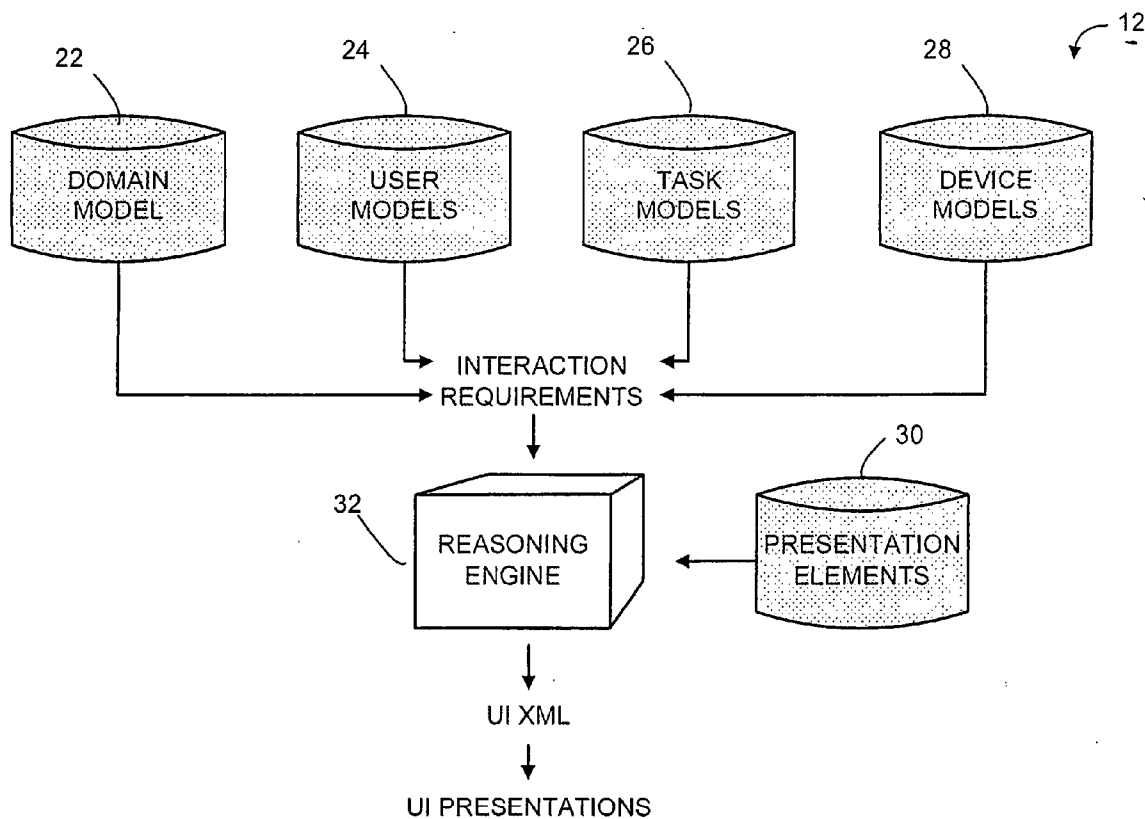 12
22
24
26
28
DOMAIN
MODEL
USER
MODELS
TASK
MODELS
DEVICE
MODELS
INTERACTION
REQUIREMENTS
30
32
REASONING
ENGINE
PRESENTATION
ELEMENTS
UI XML
UI PRESENTATIONS